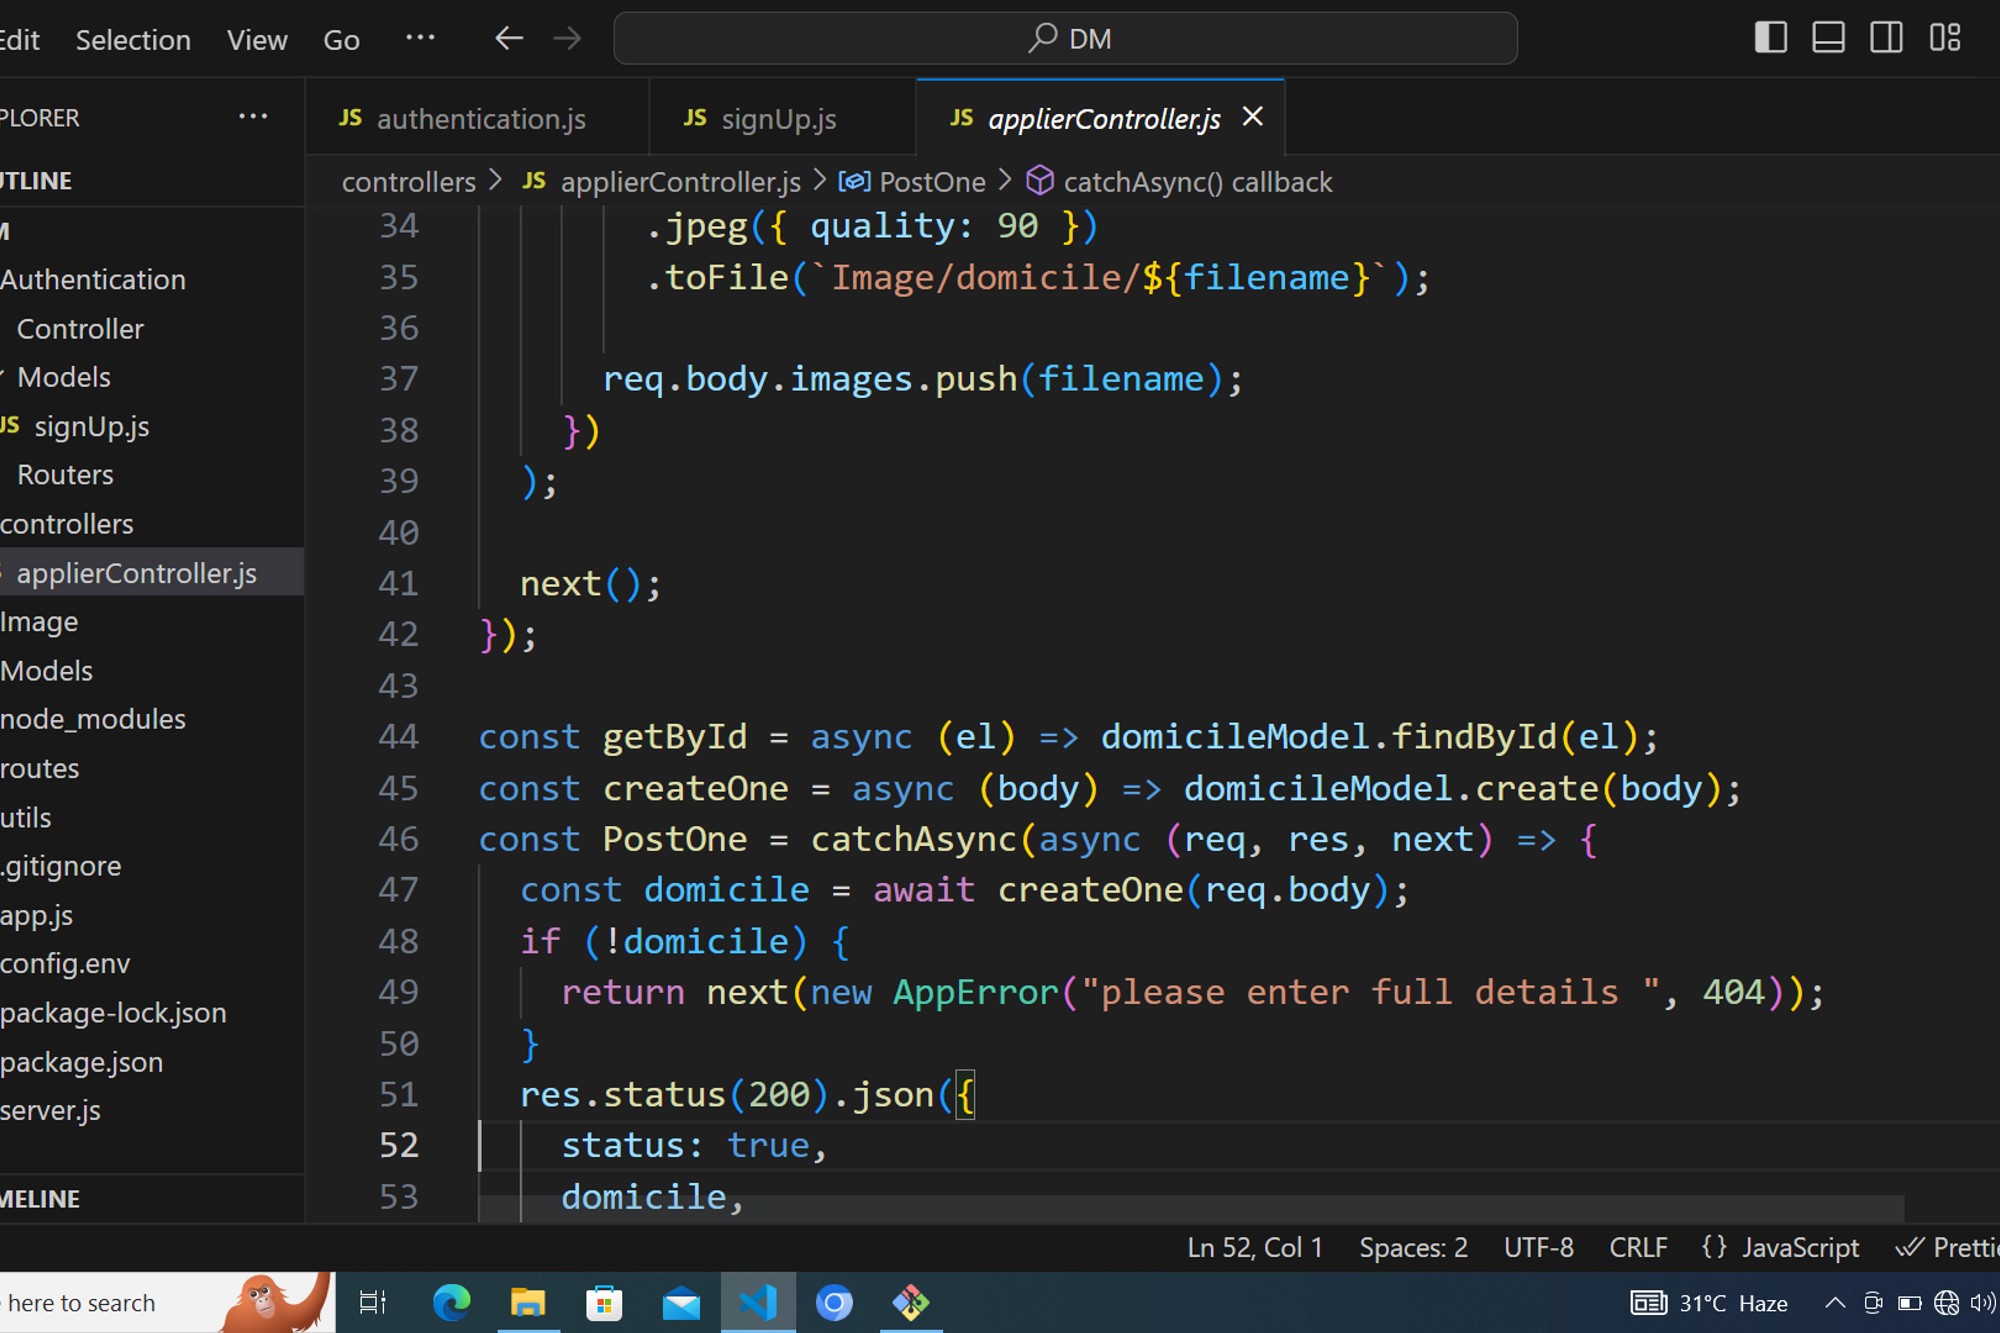 Edit Selection View Go ...
DM
EXPLORER ...
JS authentication.js
JS signUp.js
JS applierController.js
OUTLINE
controllers > JS applierController.js > PostOne > catchAsync() callback
DM
Authentication
Controller
Models
JS signUp.js
Routers
controllers
applierController.js
Image
Models
node_modules
routes
utils
.gitignore
app.js
config.env
package-lock.json
package.json
server.js
TIMELINE
34 .jpeg({ quality: 90 })
35 .toFile(`Image/domicile/${filename}`);
36
37 req.body.images.push(filename);
38 })
39 );
40
41 next();
42 });
43
44 const getById = async (el) => domicileModel.findById(el);
45 const createOne = async (body) => domicileModel.create(body);
46 const PostOne = catchAsync(async (req, res, next) => {
47 const domicile = await createOne(req.body);
48 if (!domicile) {
49 return next(new AppError("please enter full details ", 404));
50 }
51 res.status(200).json({
52 status: true,
53 domicile,
Ln 52, Col 1 Spaces: 2 UTF-8 CRLF {} JavaScript Prettie
here to search
31°C Haze